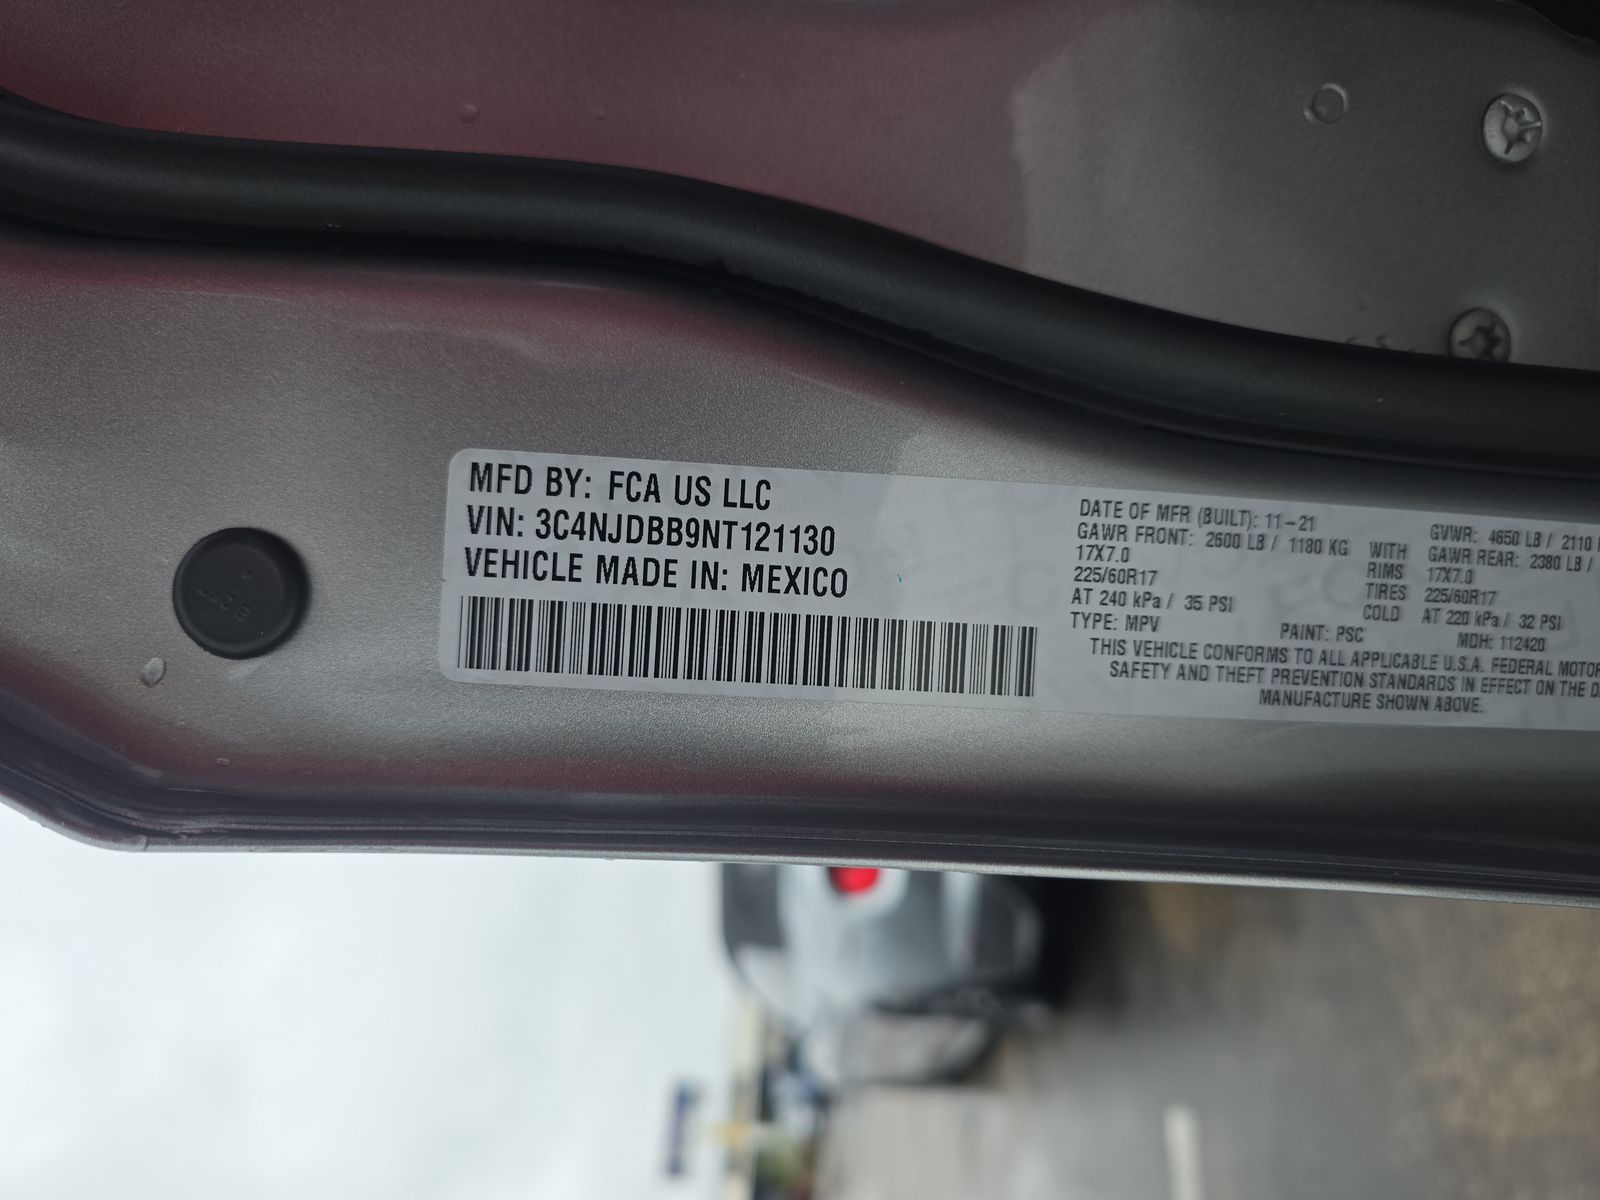 MFD BY: FCA US LLC
VIN: 3C4NJDBB9NT121130
VEHICLE MADE IN: MEXICO
DATE OF MFR (BUILT): 11-21
GAWR FRONT: 2600 LB / 1180 KG
17X7.0
225/60R17
AT 240 kPa / 35 PSI
TYPE: MPV
WITH
RIMS
TIRES
COLD
GVWR: 4650 LB / 2110
GAWR REAR: 2380 LB /
17X7.0
225/60R17
AT 220 kPa / 32 PSI
PAINT: PSC
MDH: 112420
THIS VEHICLE CONFORMS TO ALL APPLICABLE U.S.A. FEDERAL MOTOR
SAFETY AND THEFT PREVENTION STANDARDS IN EFFECT ON THE
MANUFACTURE SHOWN ABOVE.